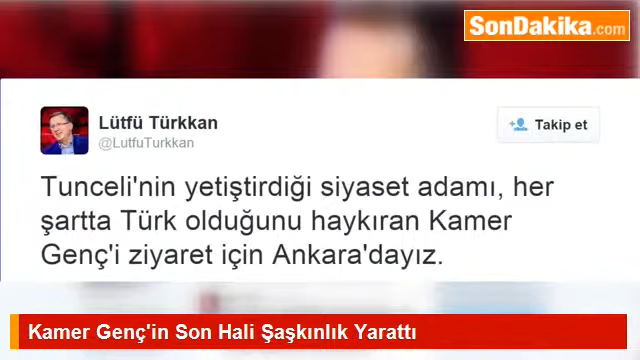 SonDakika.com
Lütfü Türkkan
@LutfuTurkkan
Takip et
Tunceli'nin yetiştirdiği siyaset adamı, her
şartta Türk olduğunu haykıran Kamer
Genç'i ziyaret için Ankara'dayız.
Kamer Genç'in Son Hali Şaşkınlık Yarattı